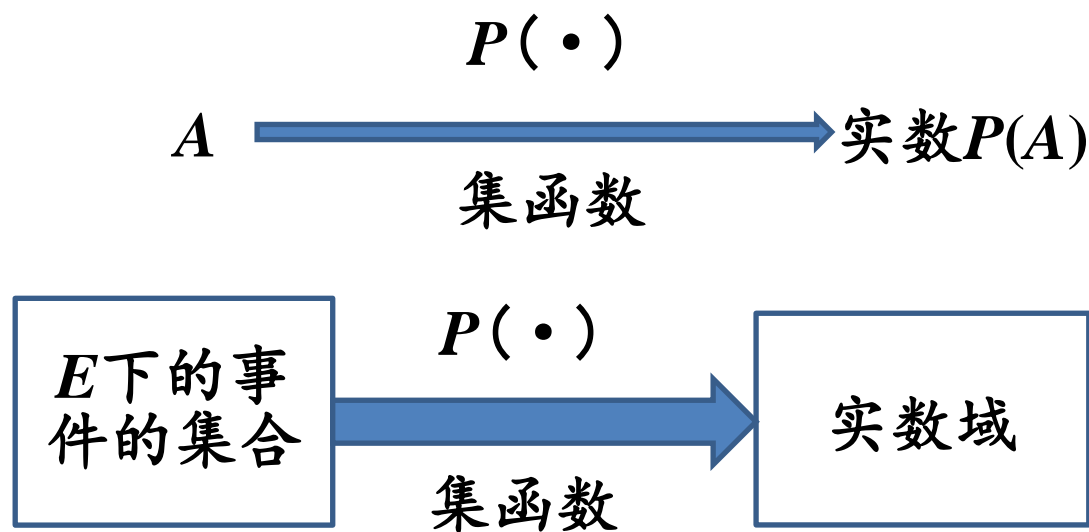 P(·)
A
实数P(A)
集函数
P(·)
E下的事
件的集合
实数域
集函数